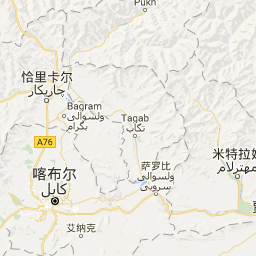 Pukh
恰里卡尔
چاریکار
Bagram
ولسوالی
بگرام
Tagab
تگاب
A76
萨罗比
ولسوالی
سروبی
米特拉姆
مهترلام
喀布尔
کابل
艾纳克